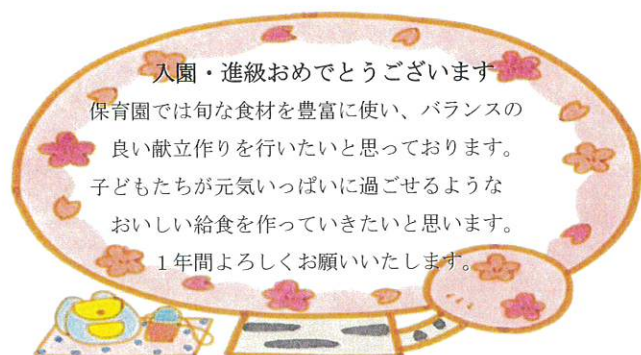 入園・進級おめでとうございます
保育園では旬な食材を豊富に使い、バランスの
良い献立作りを行いたいと思っております。
子どもたちが元気いっぱいに過ごせるような
おいしい給食を作っていきたいと思います。
１年間よろしくお願いいたします。